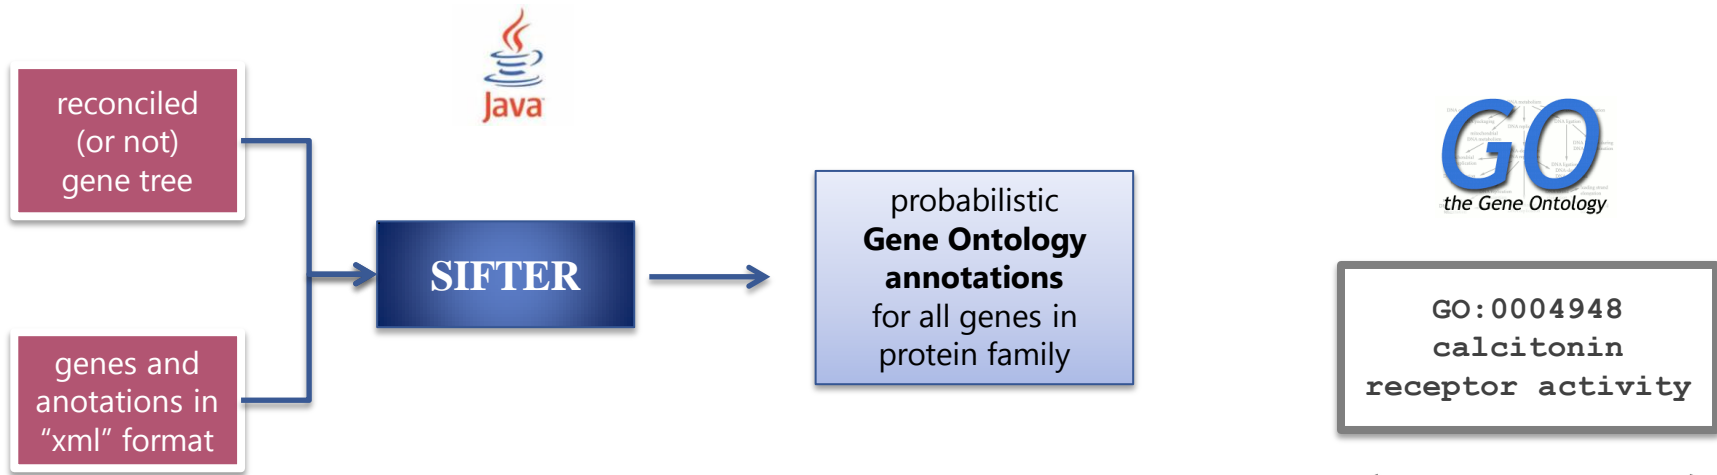 Java
reconciled
(or not)
gene tree
genes and
anotations in
“xml” format
SIFTER
probabilistic
Gene Ontology
annotations
for all genes in
protein family
GO
the Gene Ontology
GO:0004948
calcitonin
receptor activity